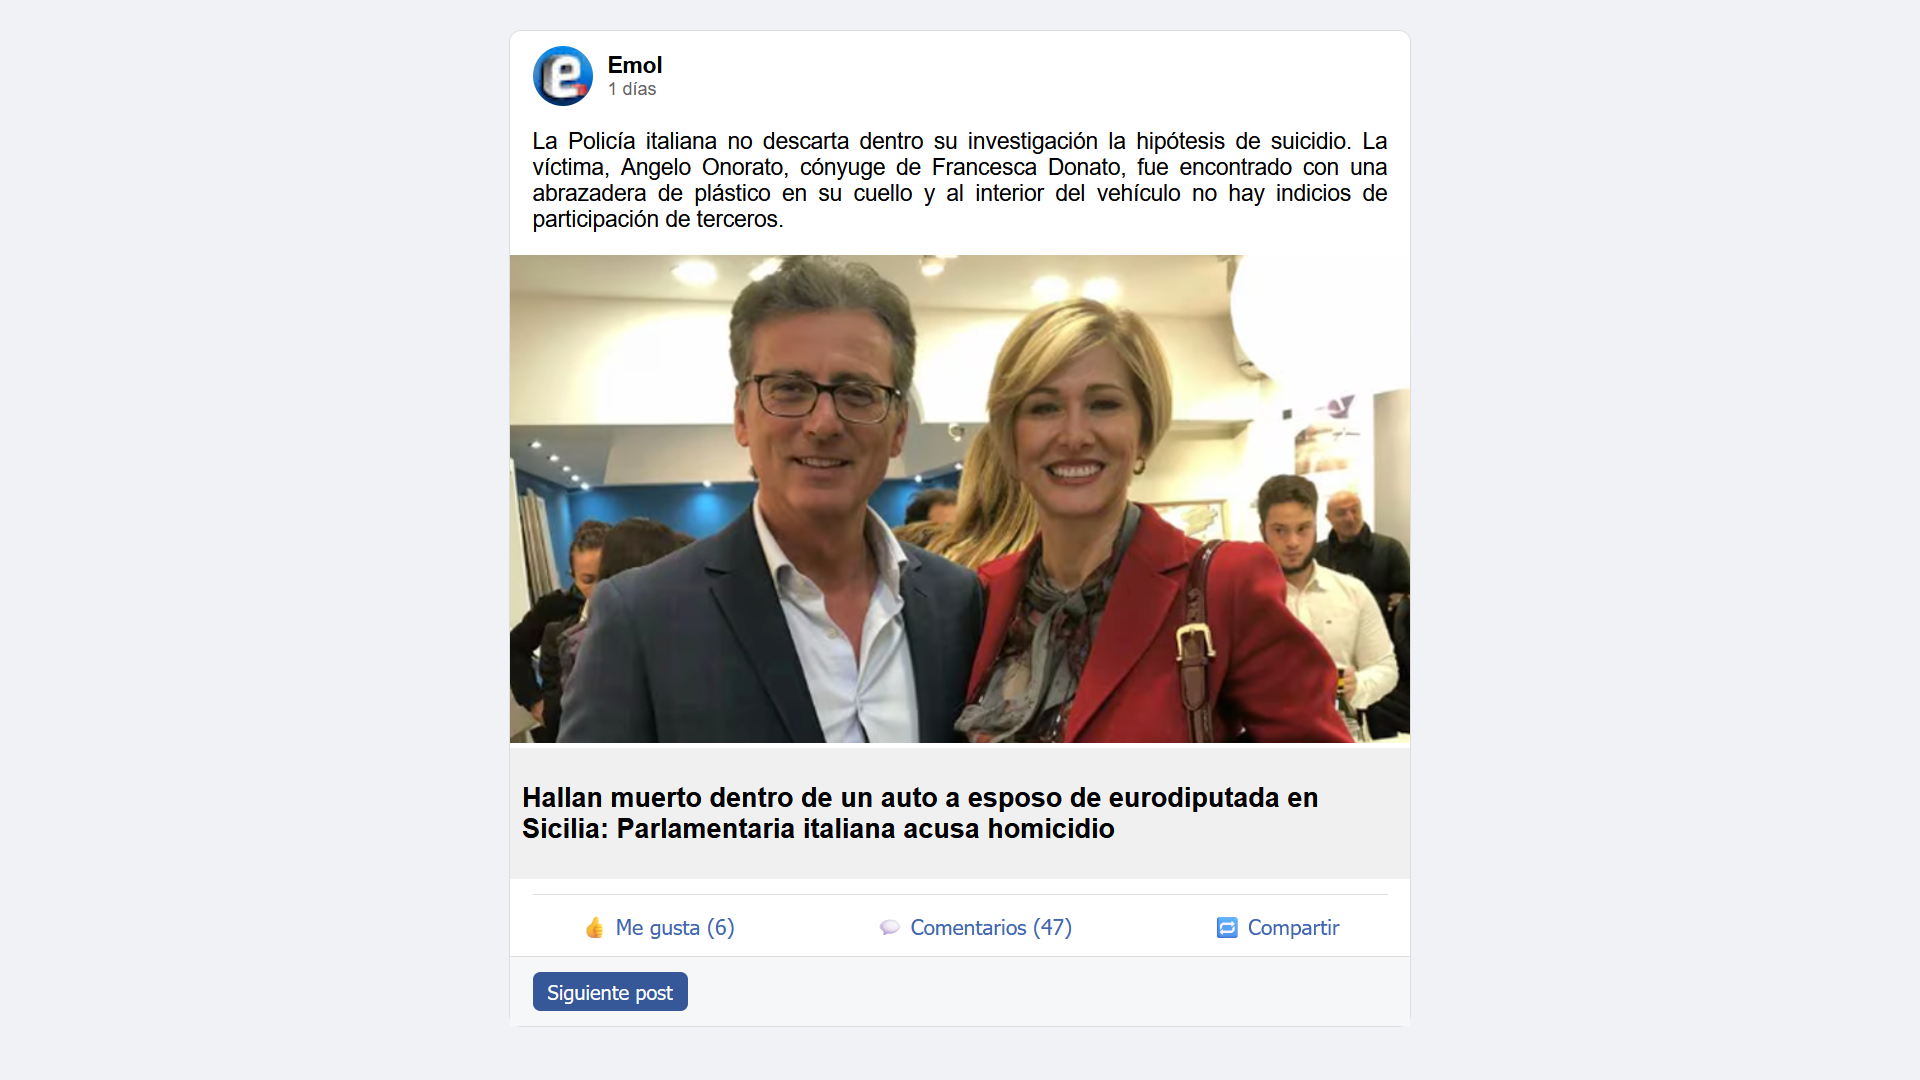 e
Emol
1 días
La Policía italiana no descarta dentro su investigación la hipótesis de suicidio. La
víctima, Angelo Onorato, cónyuge de Francesca Donato, fue encontrado con una
abrazadera de plástico en su cuello y al interior del vehículo no hay indicios de
participación de terceros.
Hallan muerto dentro de un auto a esposo de eurodiputada en
Sicilia: Parlamentaria italiana acusa homicidio
👍 Me gusta (6) 💬 Comentarios (47) 🔁 Compartir
Siguiente post